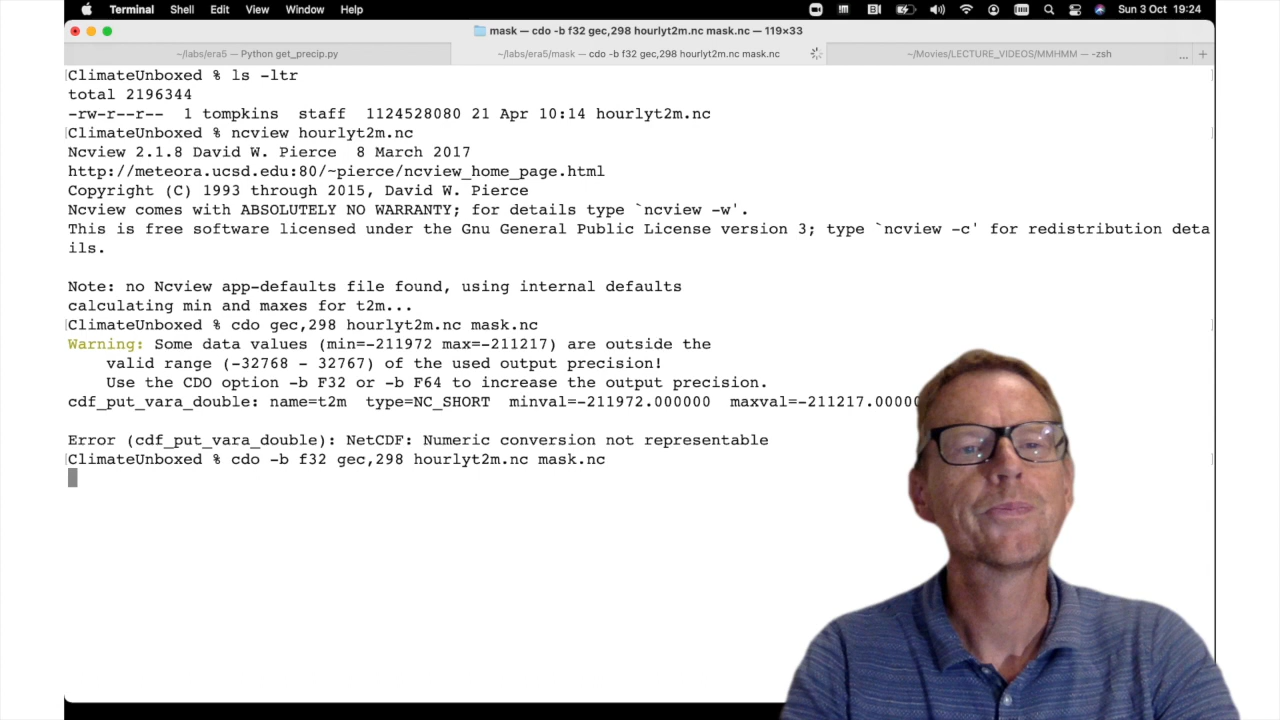 Terminal Shell Edit View Window Help Sun 3 Oct 19:24
mask — cdo -b f32 gec,298 hourlyt2m.nc mask.nc — 119×33
~/labs/era5 — Python get_precip.py ~/labs/era5/mask — cdo -b f32 gec,298 hourlyt2m.nc mask.nc ~/Movies/LECTURE_VIDEOS/MMHMM — -zsh ... +
ClimateUnboxed % ls -ltr
total 2196344
-rw-r--r-- 1 tompkins staff 1124528080 21 Apr 10:14 hourlyt2m.nc
ClimateUnboxed % ncview hourlyt2m.nc
Ncview 2.1.8 David W. Pierce 8 March 2017
http://meteora.ucsd.edu:80/~pierce/ncview_home_page.html
Copyright (C) 1993 through 2015, David W. Pierce
Ncview comes with ABSOLUTELY NO WARRANTY; for details type `ncview -w'.
This is free software licensed under the Gnu General Public License version 3; type `ncview -c' for redistribution deta
ils.
Note: no Ncview app-defaults file found, using internal defaults
calculating min and maxes for t2m...
ClimateUnboxed % cdo gec,298 hourlyt2m.nc mask.nc
Warning: Some data values (min=-211972 max=-211217) are outside the
valid range (-32768 - 32767) of the used output precision!
Use the CDO option -b F32 or -b F64 to increase the output precision.
cdf_put_vara_double: name=t2m type=NC_SHORT minval=-211972.000000 maxval=-211217.00000
Error (cdf_put_vara_double): NetCDF: Numeric conversion not representable
ClimateUnboxed % cdo -b f32 gec,298 hourlyt2m.nc mask.nc